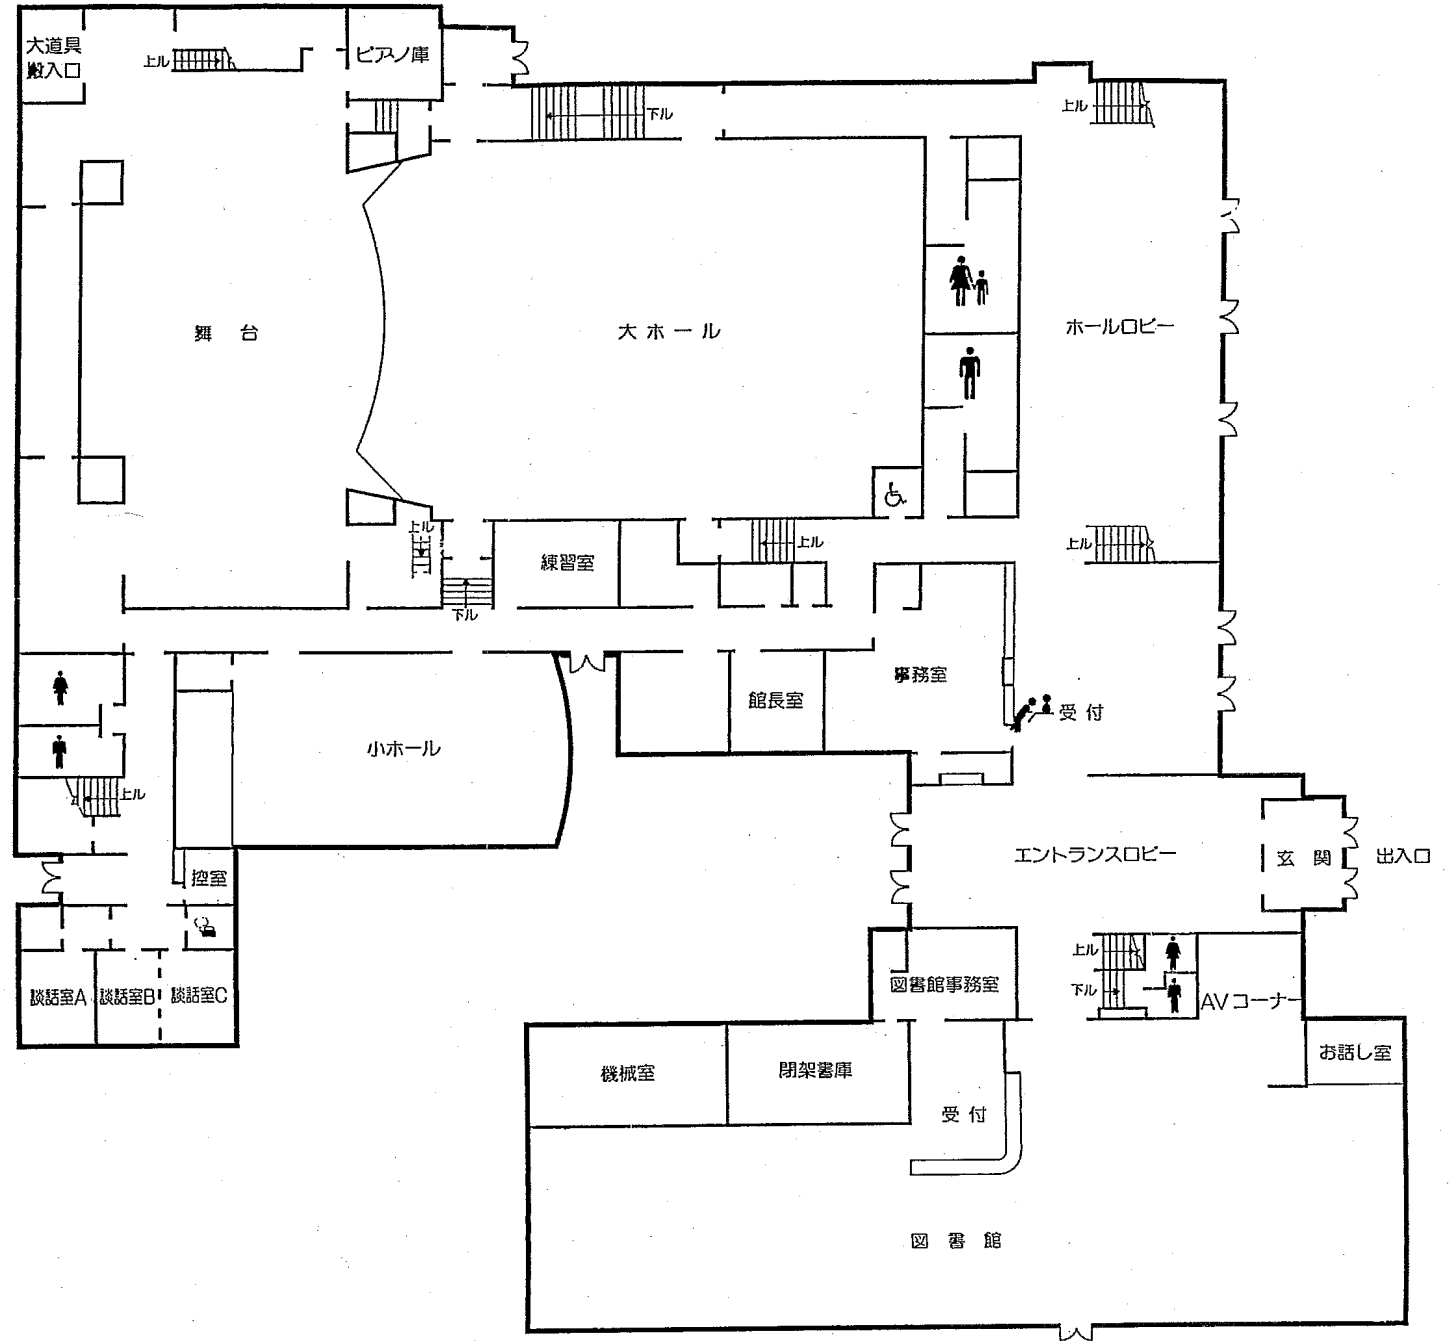 大道具
搬入口
上ル
ピアノ庫
下ル
上ル
舞 台
大ホール
ホールロビー
上ル
練習室
上ル
上ル
下ル
事務室
館長室
受付
小ホール
上ル
エントランスロビー
玄 関
出入口
控室
上ル
図書館事務室
下ル
談話室A
談話室B
談話室C
AVコーナー
お話し室
機械室
閉架書庫
受付
図 書 館